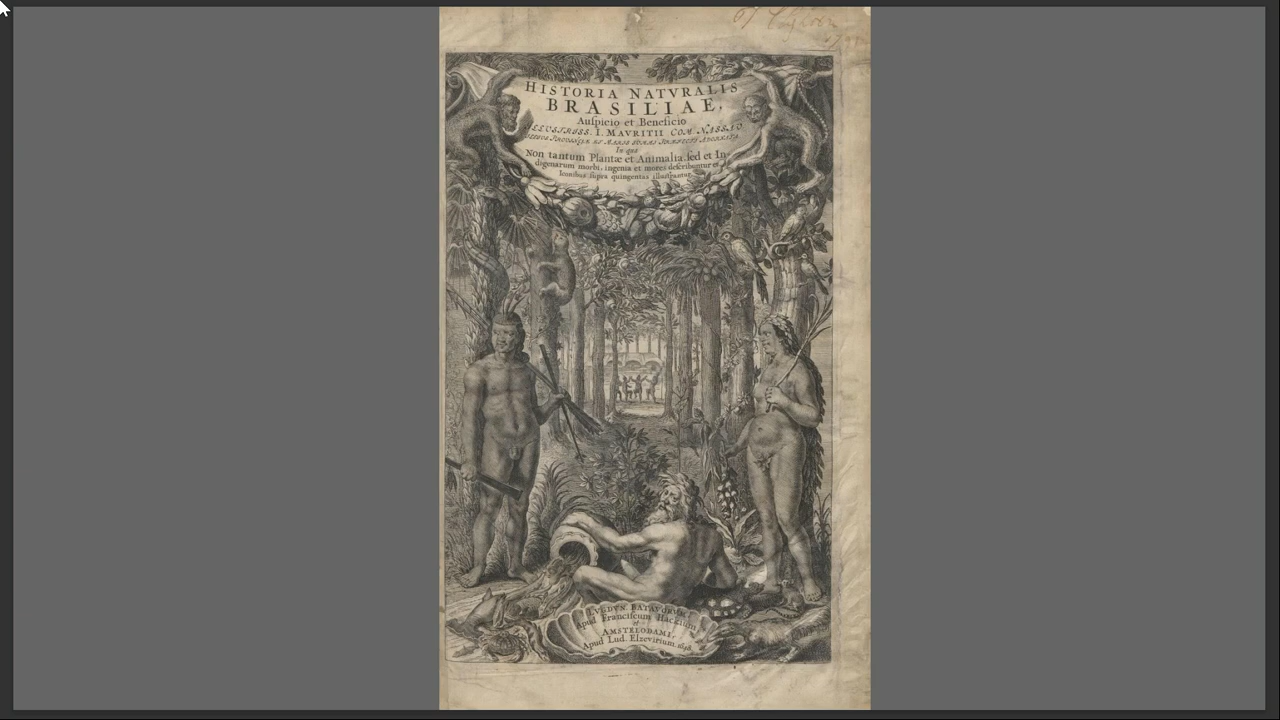 HISTORIA NATVRALIS
BRASILIAE,
Auspicio et Beneficio
ILLUSTRISS. I. MAVRITII COM. NASSAV
In qua
Non tantum Plantæ et Animalia, sed et In-
digenarum morbi, ingenia et mores describuntur et
Iconibus supra quingentas illustrantur.
LVGDVN. BATAVORVM,
Apud Franciscum Hackium,
et
AMSTELODAMI,
Apud Lud. Elzevirium. 1648.